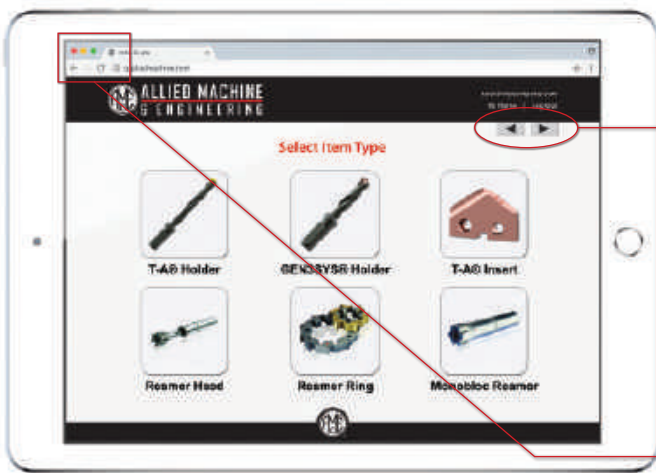 ALLIED MACHINE
& ENGINEERING
Select Item Type
T-A® Holder
GEN3SYS® Holder
T-A® Insert
Reamer Head
Reamer Ring
Monobloc Reamer